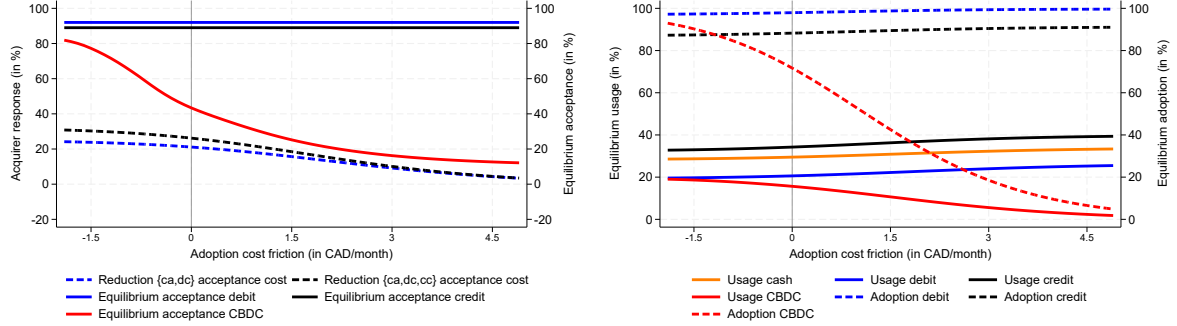 100
80
60
40
20
0
-20
Acquirer response (in %)
100
80
60
40
20
0
-20
Equilibrium acceptance (in %)
-1.5 0 1.5 3 4.5
Adoption cost friction (in CAD/month)
Reduction {ca,dc} acceptance cost Reduction {ca,dc,cc} acceptance cost
Equilibrium acceptance debit Equilibrium acceptance credit
Equilibrium acceptance CBDC
100
80
60
40
20
0
Equilibrium usage (in %)
100
80
60
40
20
0
Equilibrium adoption (in %)
-1.5 0 1.5 3 4.5
Adoption cost friction (in CAD/month)
Usage cash Usage debit Usage credit
Usage CBDC Adoption debit Adoption credit
Adoption CBDC